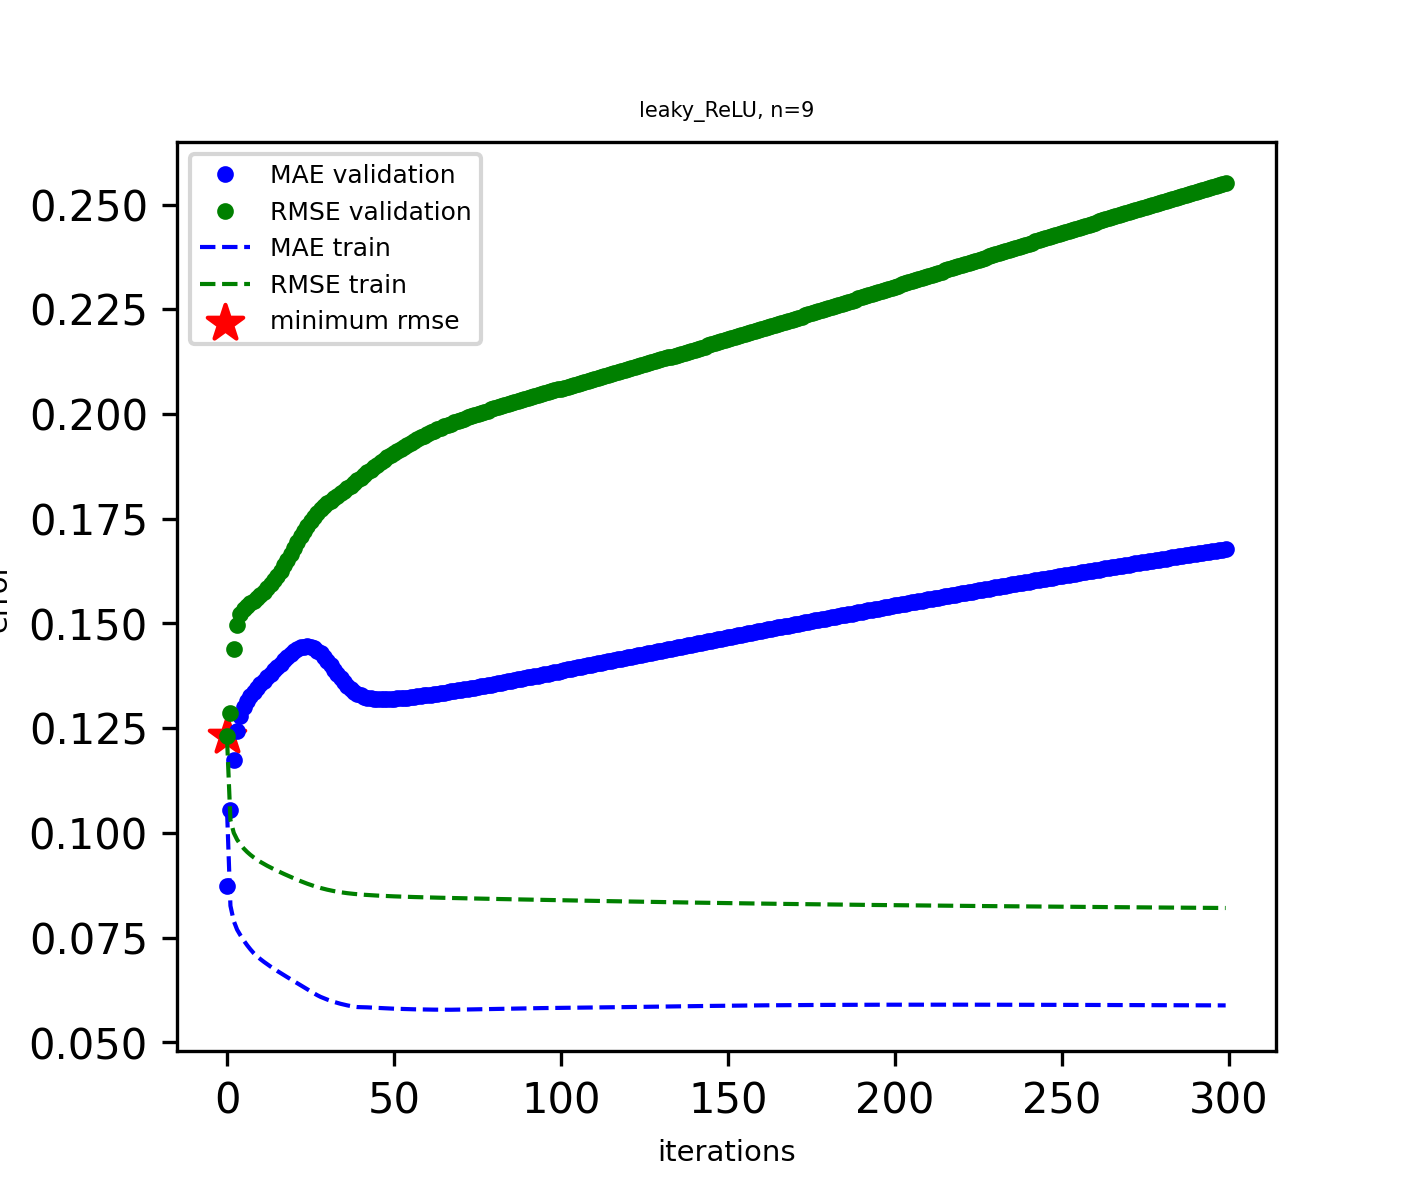 leaky_ReLU, n=9
MAE validation
RMSE validation
MAE train
RMSE train
minimum rmse
0.250
0.225
0.200
0.175
0.150
0.125
0.100
0.075
0.050
0 50 100 150 200 250 300
iterations